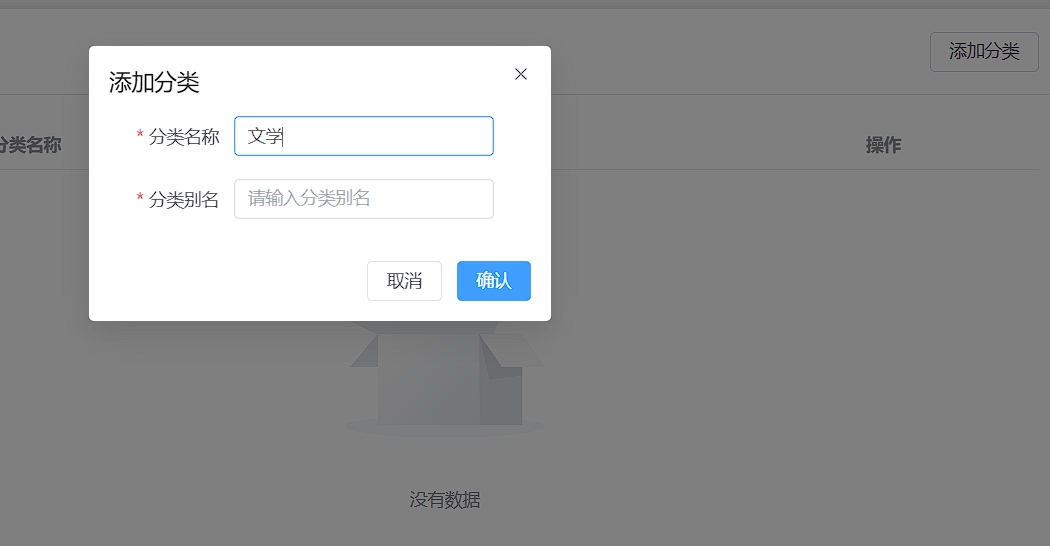 添加分类
添加分类
* 分类名称 文学
分类名称
操作
* 分类别名 请输入分类别名
取消 确认
没有数据